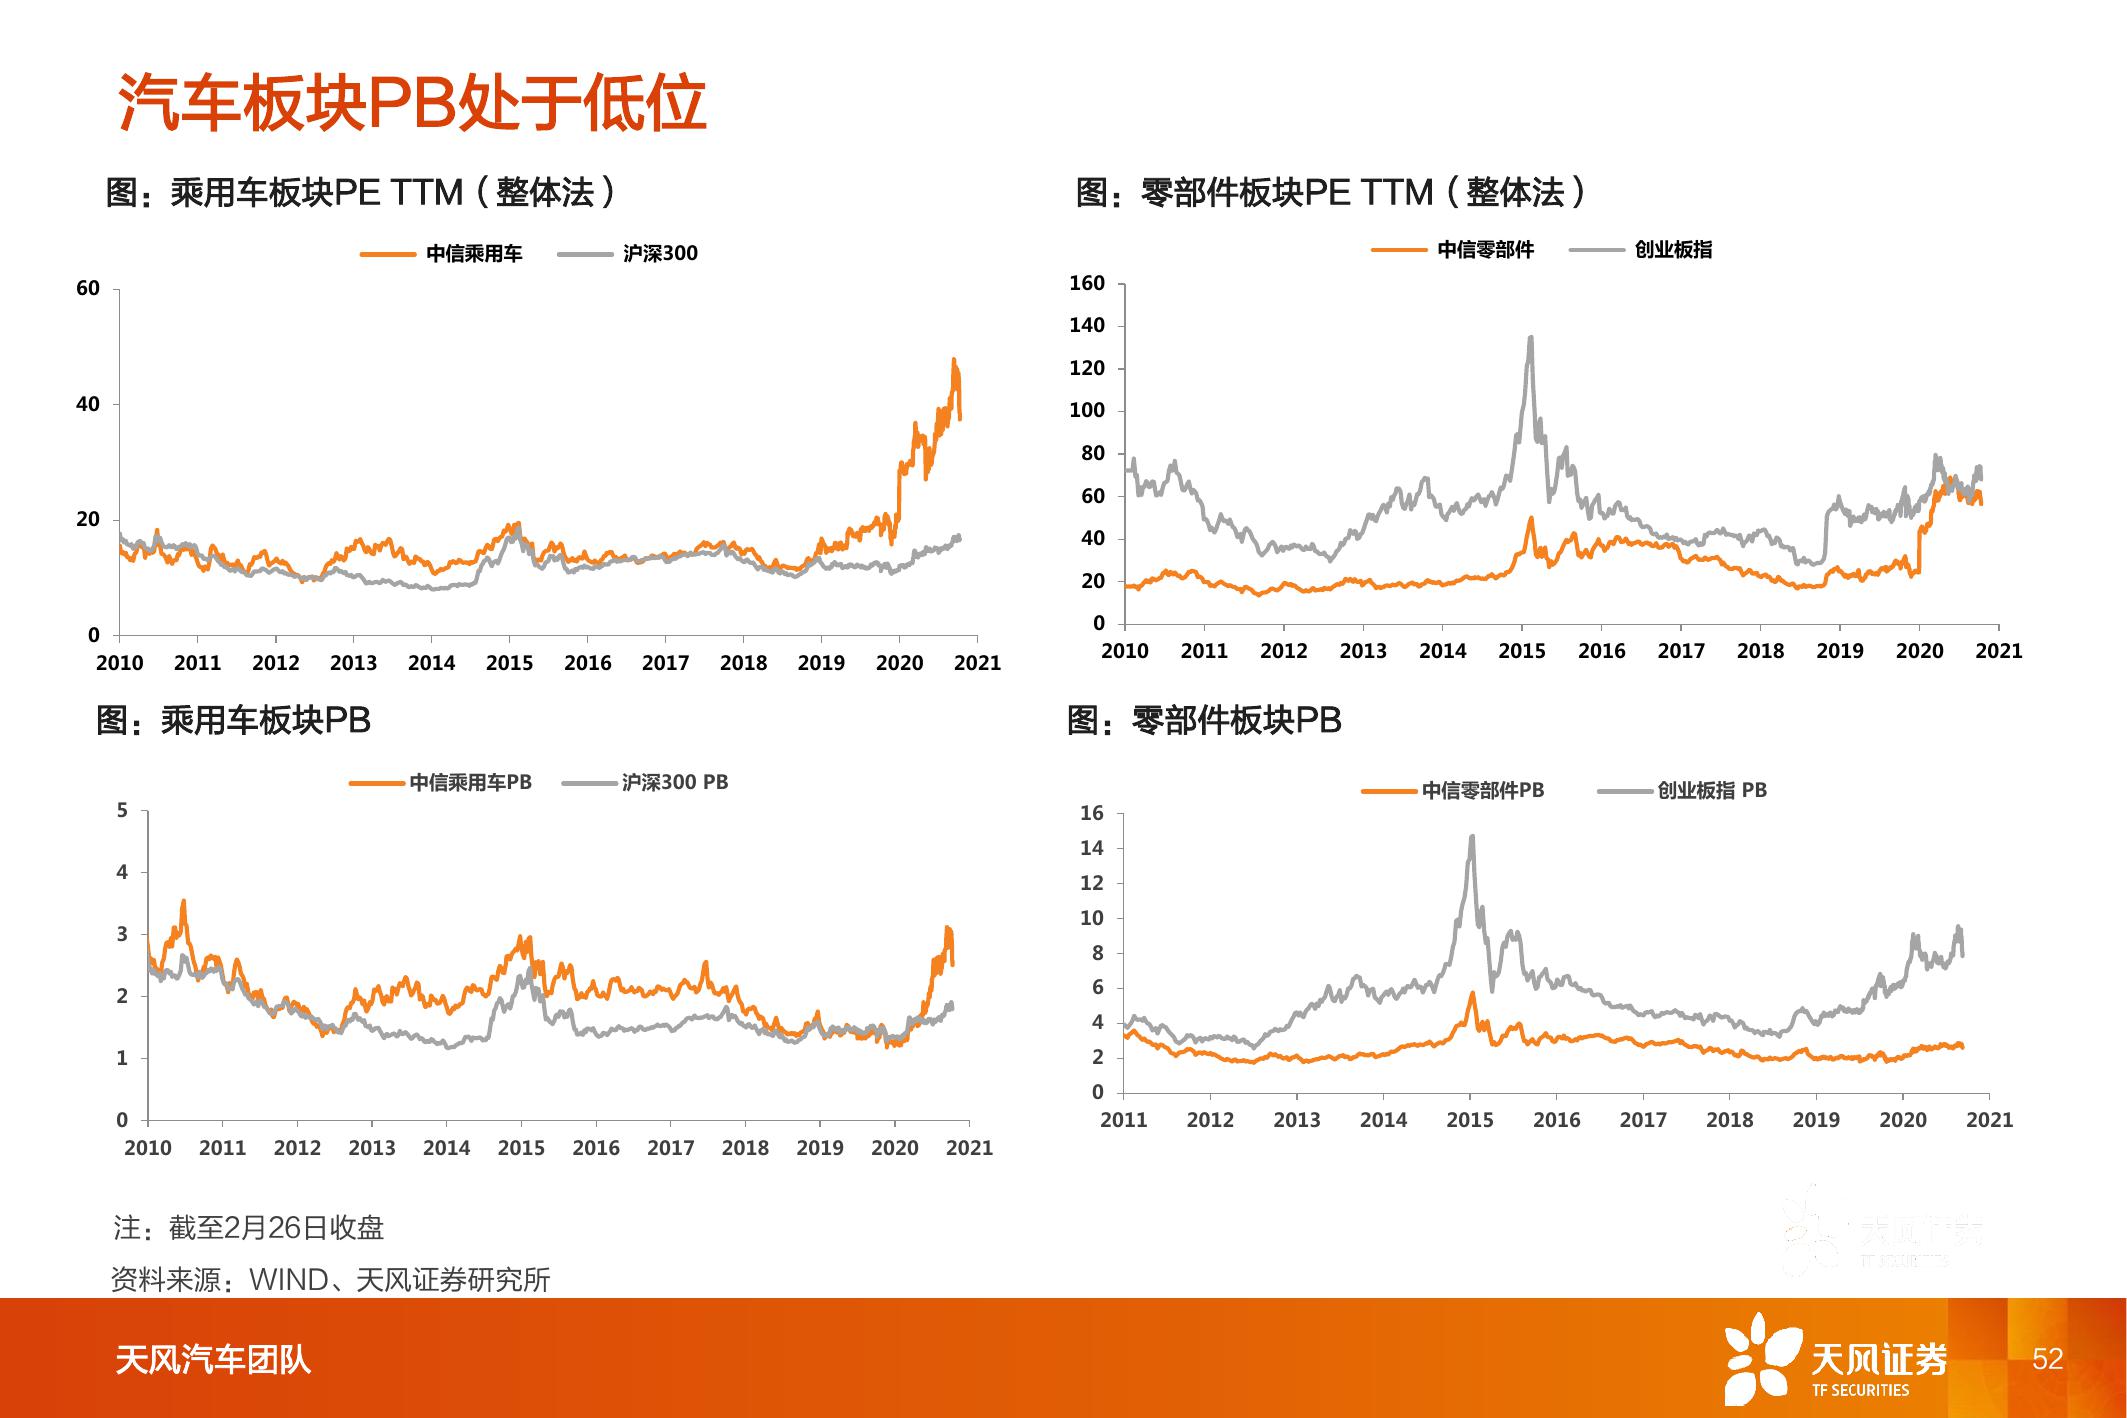 汽车板块PB处于低位
图：乘用车板块PE TTM（整体法）
中信乘用车 沪深300
60
40
20
0
2010 2011 2012 2013 2014 2015 2016 2017 2018 2019 2020 2021
图：零部件板块PE TTM（整体法）
中信零部件 创业板指
160
140
120
100
80
60
40
20
0
2010 2011 2012 2013 2014 2015 2016 2017 2018 2019 2020 2021
图：乘用车板块PB
中信乘用车PB 沪深300 PB
5
4
3
2
1
0
2010 2011 2012 2013 2014 2015 2016 2017 2018 2019 2020 2021
图：零部件板块PB
中信零部件PB 创业板指 PB
16
14
12
10
8
6
4
2
0
2011 2012 2013 2014 2015 2016 2017 2018 2019 2020 2021
注：截至2月26日收盘
资料来源：WIND、天风证券研究所
天风汽车团队
天风证券
TF SECURITIES
52